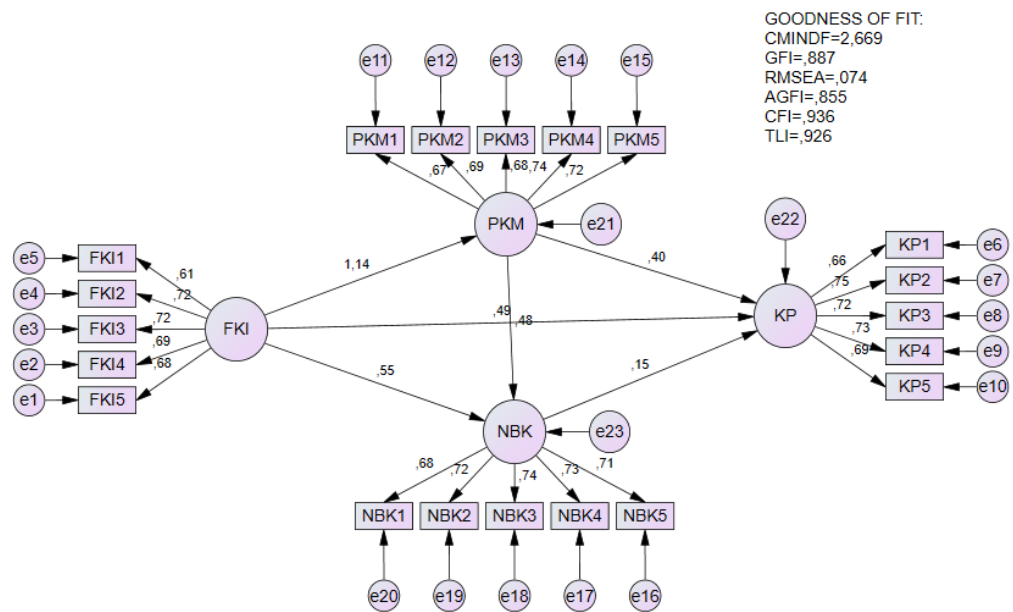 GOODNESS OF FIT:
CMINDF=2,669
GFI=,887
RMSEA=,074
AGFI=,855
CFI=,936
TLI=,926
e11
e12
e13
e14
e15
PKM1
PKM2
PKM3
PKM4
PKM5
,67
,69
,68
,74
,72
PKM
e21
e22
e5
FKI1
e4
FKI2
e3
FKI3
e2
FKI4
e1
FKI5
,61
,72
,72
,69
,68
FKI
1,14
,40
,49
,48
,55
,15
KP
,66
,75
,72
,73
,69
KP1
e6
KP2
e7
KP3
e8
KP4
e9
KP5
e10
NBK
e23
,68
,72
,74
,73
,71
NBK1
NBK2
NBK3
NBK4
NBK5
e20
e19
e18
e17
e16